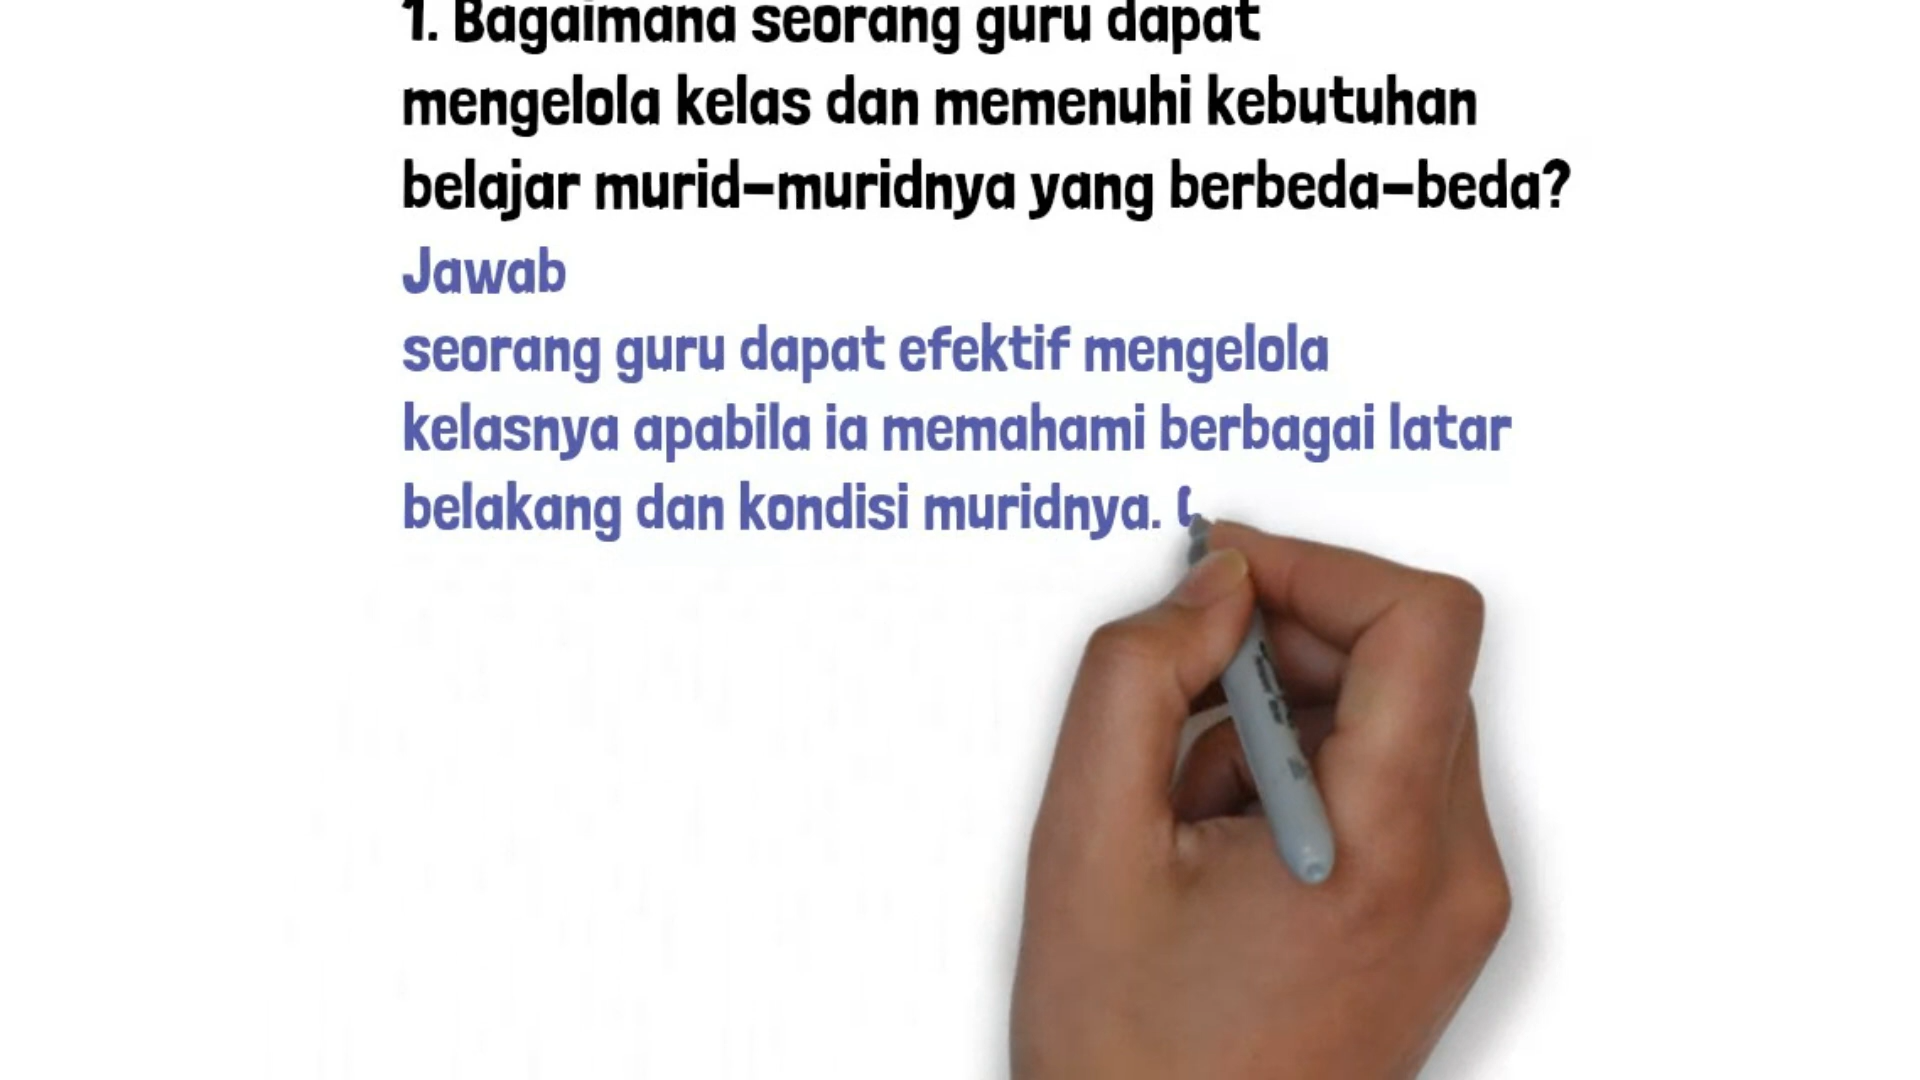 1. Bagaimana seorang guru dapat
mengelola kelas dan memenuhi kebutuhan
belajar murid–muridnya yang berbeda–beda?
Jawab
seorang guru dapat efektif mengelola
kelasnya apabila ia memahami berbagai latar
belakang dan kondisi muridnya.